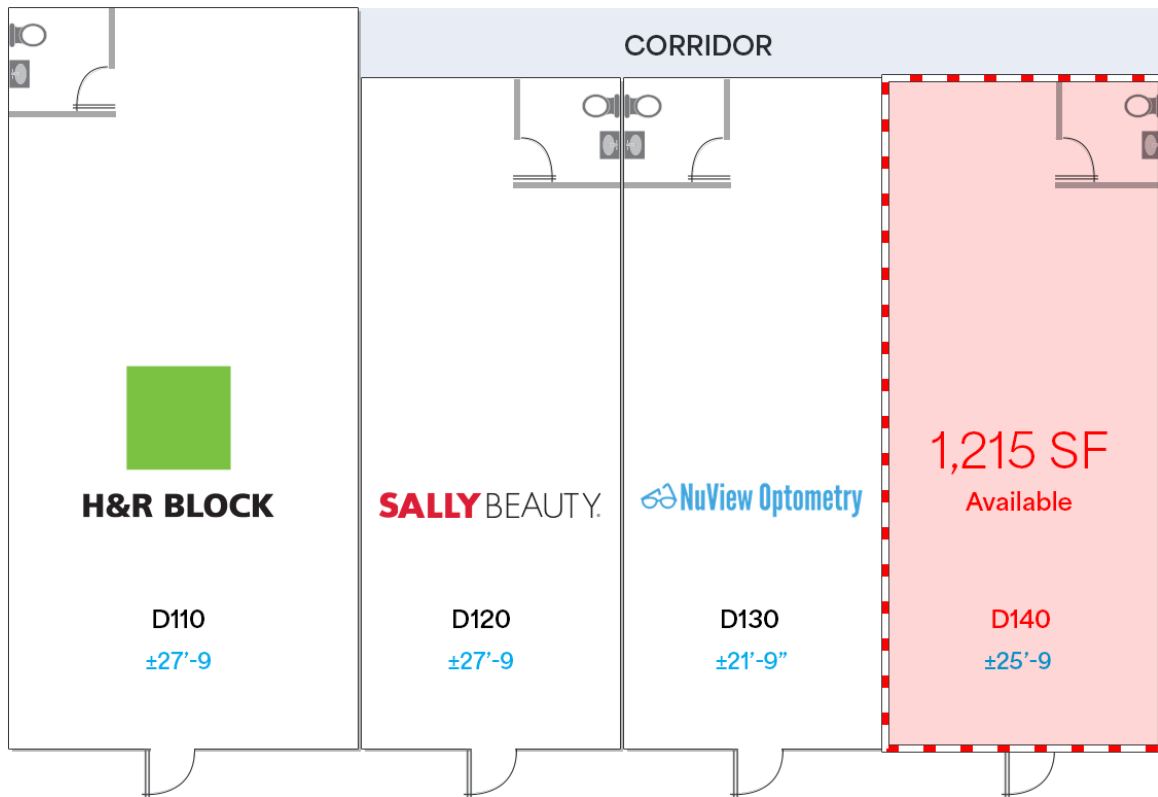 CORRIDOR
H&R BLOCK
SALLY BEAUTY.
NuView Optometry
1,215 SF
Available
D110
±27’-9
D120
±27’-9
D130
±21’-9”
D140
±25’-9